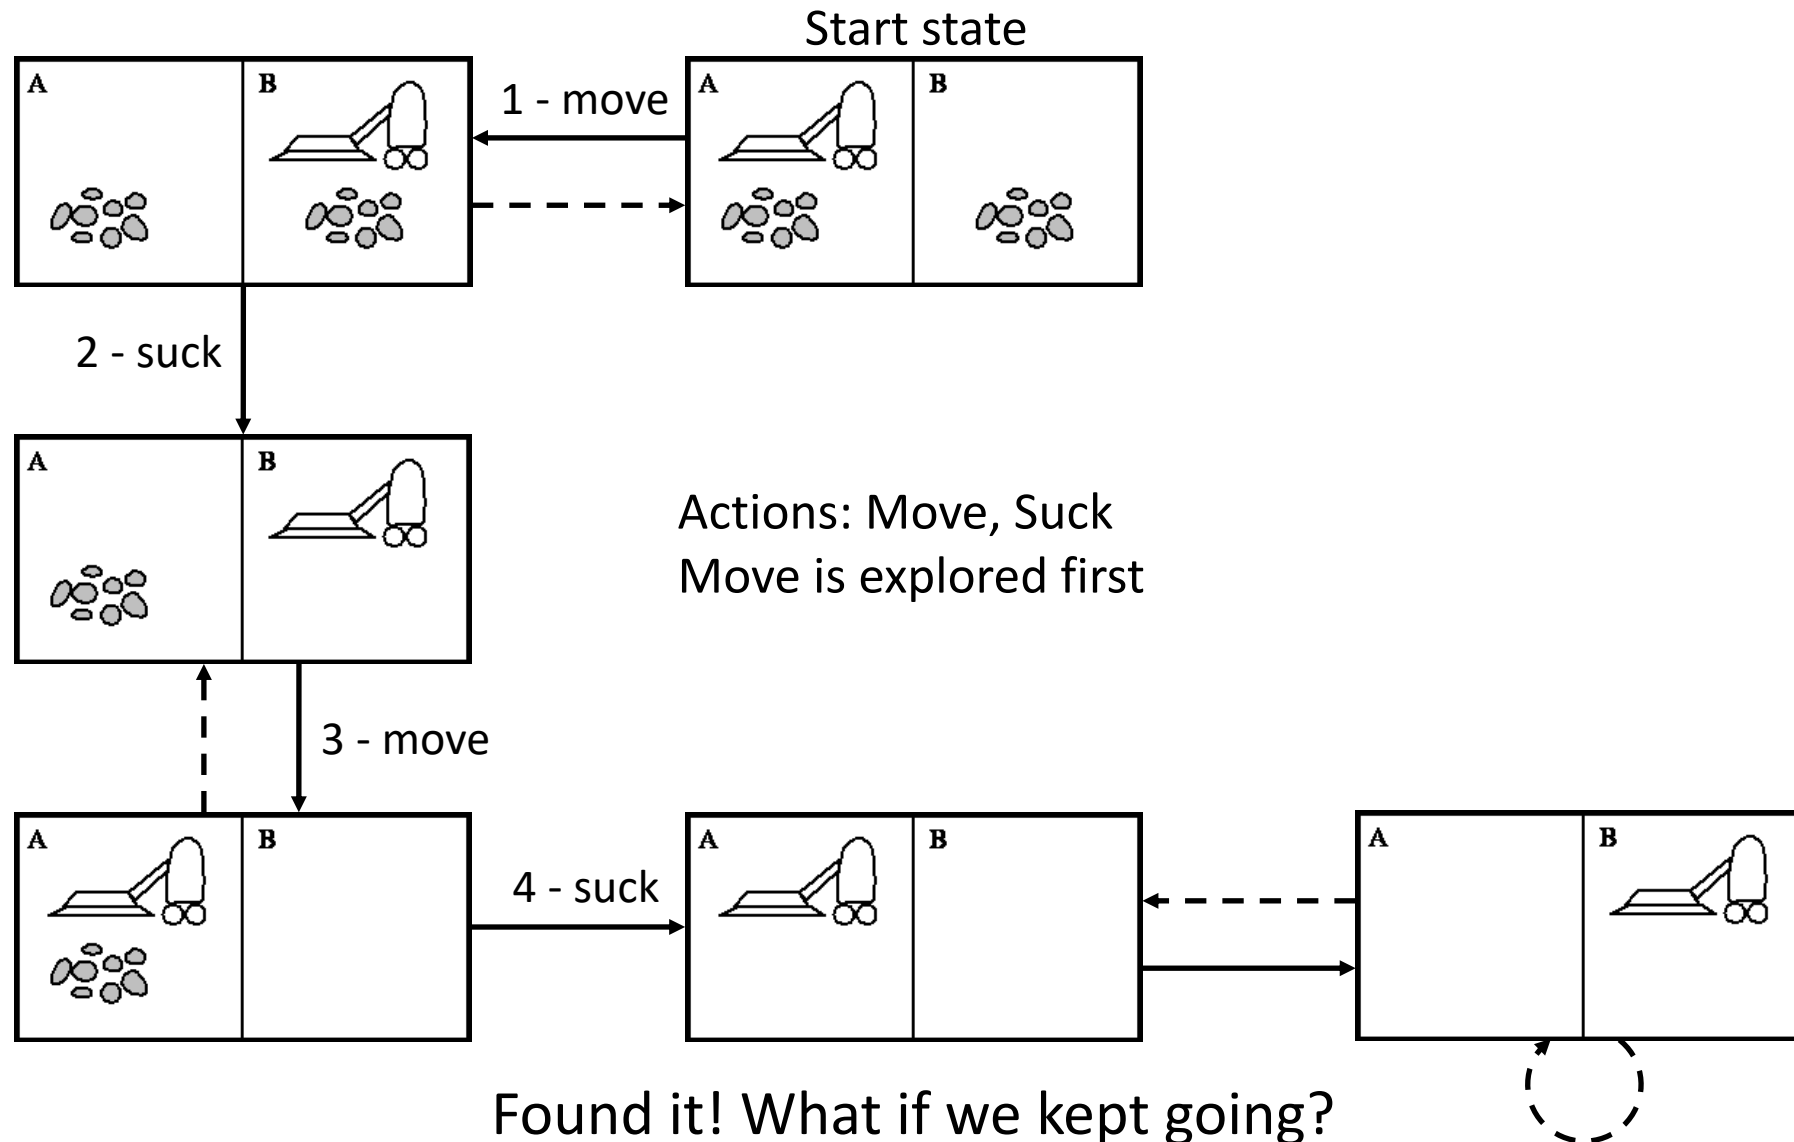 Start state
A B
1 - move
A B
2 - suck
A B
Actions: Move, Suck
Move is explored first
3 - move
A B
4 - suck
A B
A B
Found it! What if we kept going?